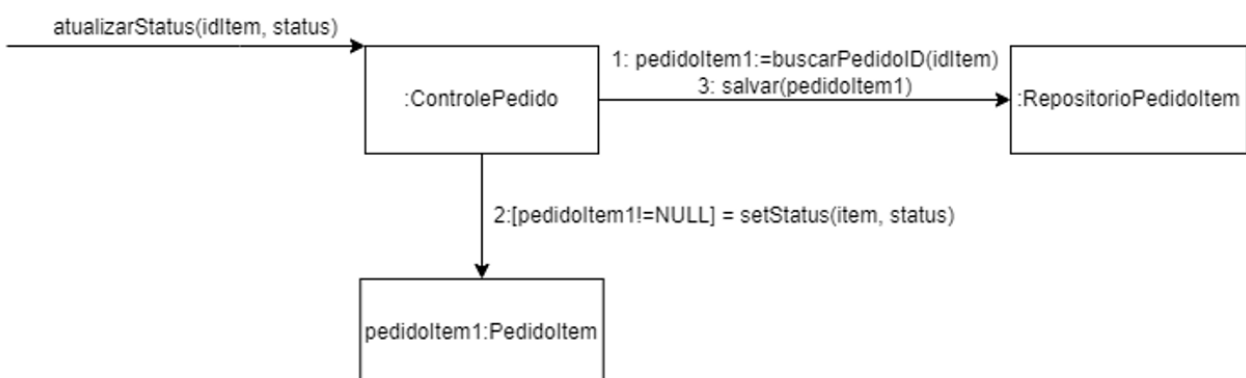 atualizarStatus(idItem, status)
1: pedidoItem1:=buscarPedidoID(idItem)
3: salvar(pedidoItem1)
:ControlePedido
:RepositorioPedidoItem
2:[pedidoItem1!=NULL] = setStatus(item, status)
pedidoItem1:PedidoItem